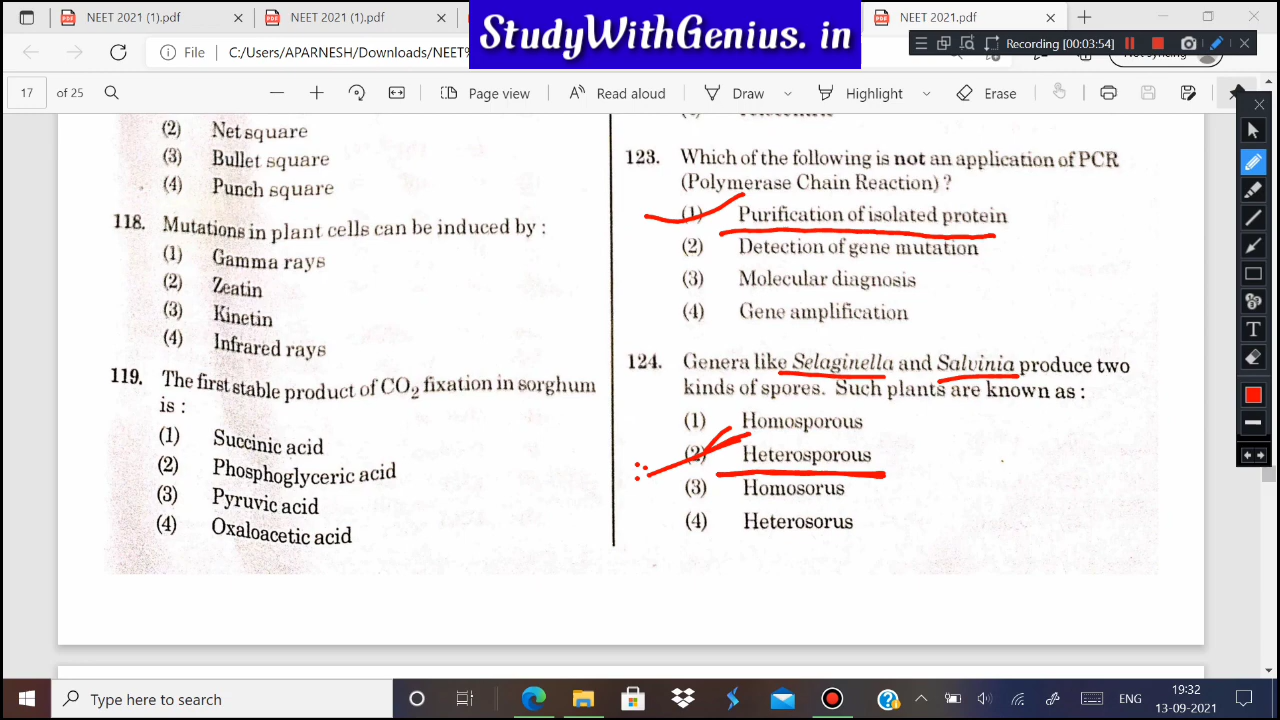 NEET 2021 (1).pdf
NEET 2021 (1).pdf
NEET 2021.pdf
StudyWithGenius. in
Recording [00:03:54]
File
C:/Users/APARNESH/Downloads/NEET%
17 of 25
Page view
Read aloud
Draw
Highlight
Erase
(2) Net square
(3) Bullet square
(4) Punch square
118. Mutations in plant cells can be induced by :
(1) Gamma rays
(2) Zeatin
(3) Kinetin
(4) Infrared rays
119. The first stable product of CO2 fixation in sorghum
is :
(1) Succinic acid
(2) Phosphoglyceric acid
(3) Pyruvic acid
(4) Oxaloacetic acid
123. Which of the following is not an application of PCR
(Polymerase Chain Reaction) ?
(1) Purification of isolated protein
(2) Detection of gene mutation
(3) Molecular diagnosis
(4) Gene amplification
124. Genera like Selaginella and Salvinia produce two
kinds of spores. Such plants are known as :
(1) Homosporous
(2) Heterosporous
(3) Homosorus
(4) Heterosorus
Type here to search
ENG
19:32
13-09-2021